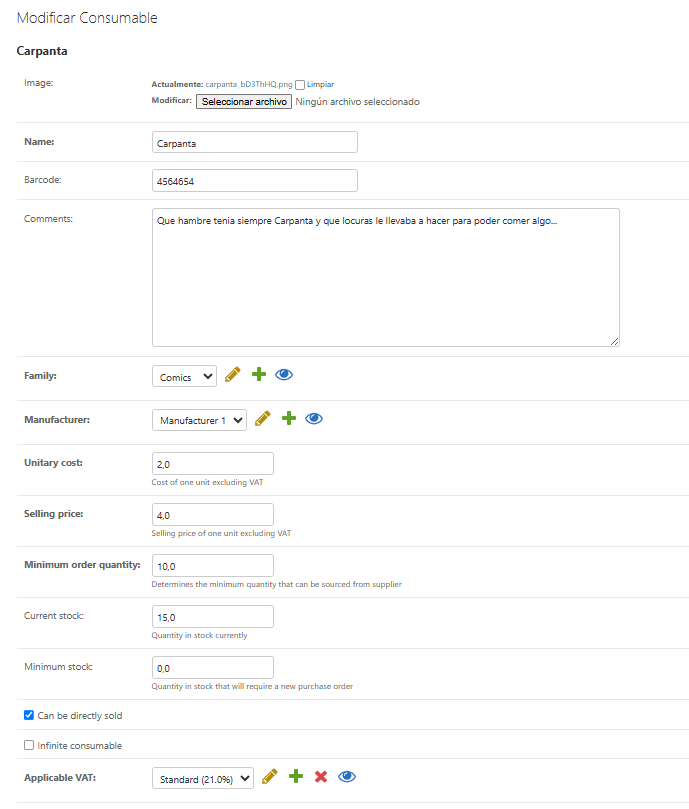 Modificar Consumable
Carpanta
Image:
Actualmente: carpanta_bD3ThHQ.png Limpiar
Modificar: Seleccionar archivo Ningún archivo seleccionado
Name: Carpanta
Barcode: 4564654
Comments: Que hambre tenia siempre Carpanta y que locuras le llevaba a hacer para poder comer algo...
Family: Comics
Manufacturer: Manufacturer 1
Unitary cost: 2,0
Cost of one unit excluding VAT
Selling price: 4,0
Selling price of one unit excluding VAT
Minimum order quantity: 10,0
Determines the minimum quantity that can be sourced from supplier
Current stock: 15,0
Quantity in stock currently
Minimum stock: 0,0
Quantity in stock that will require a new purchase order
Can be directly sold
Infinite consumable
Applicable VAT: Standard (21.0%)